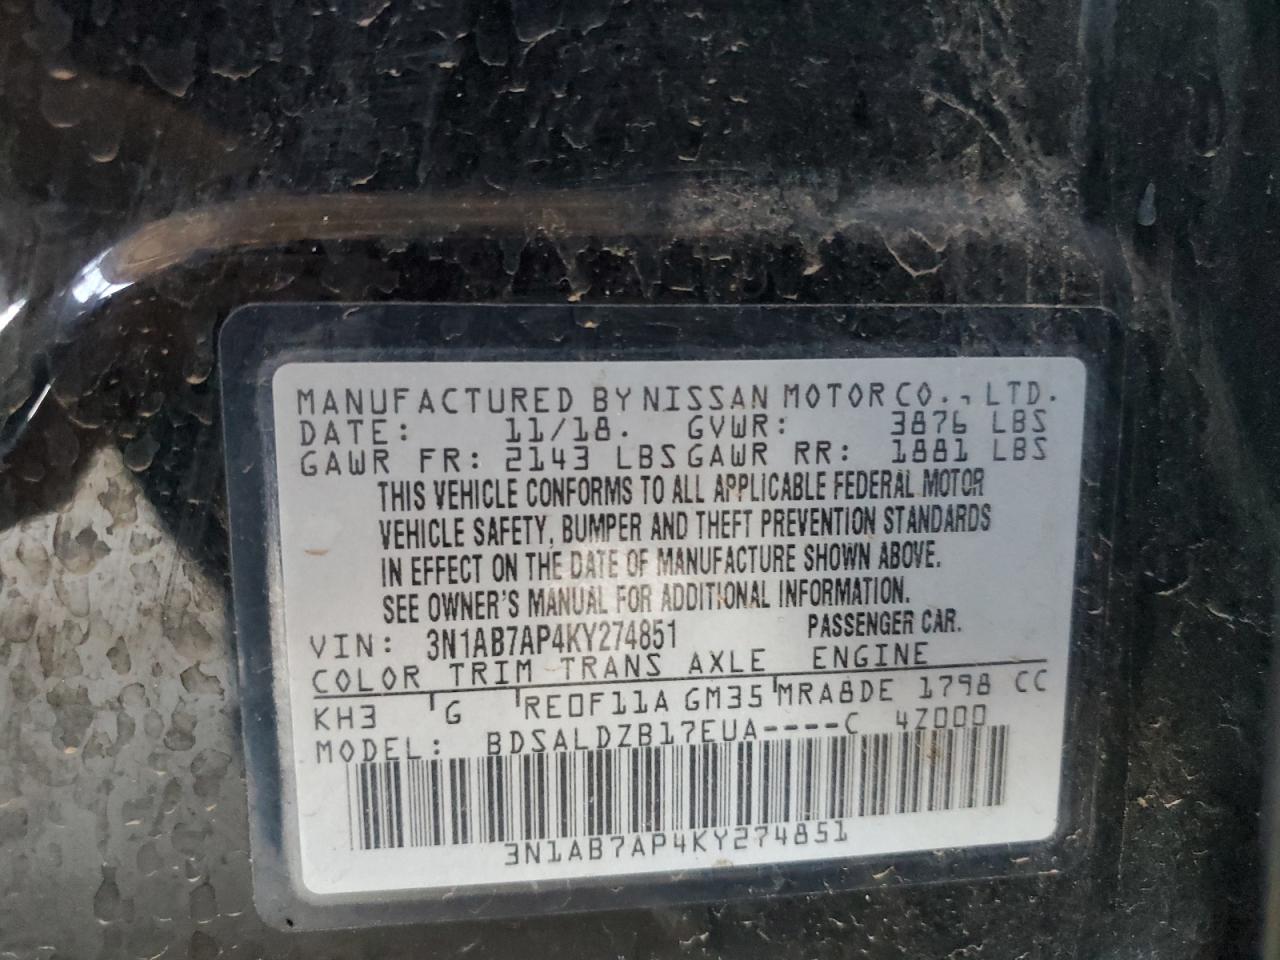 MANUFACTURED BY NISSAN MOTOR CO., LTD.
DATE: 11/18. GVWR: 3876 LBS
GAWR FR: 2143 LBS GAWR RR: 1881 LBS
THIS VEHICLE CONFORMS TO ALL APPLICABLE FEDERAL MOTOR
VEHICLE SAFETY, BUMPER AND THEFT PREVENTION STANDARDS
IN EFFECT ON THE DATE OF MANUFACTURE SHOWN ABOVE.
SEE OWNER'S MANUAL FOR ADDITIONAL INFORMATION.
VIN: 3N1AB7AP4KY274851 PASSENGER CAR.
COLOR TRIM TRANS AXLE ENGINE
KH3 G RE0F11A GM35 MRA8DE 1798 CC
MODEL: BDSALDZB17EUA----C 4Z000
3N1AB7AP4KY274851